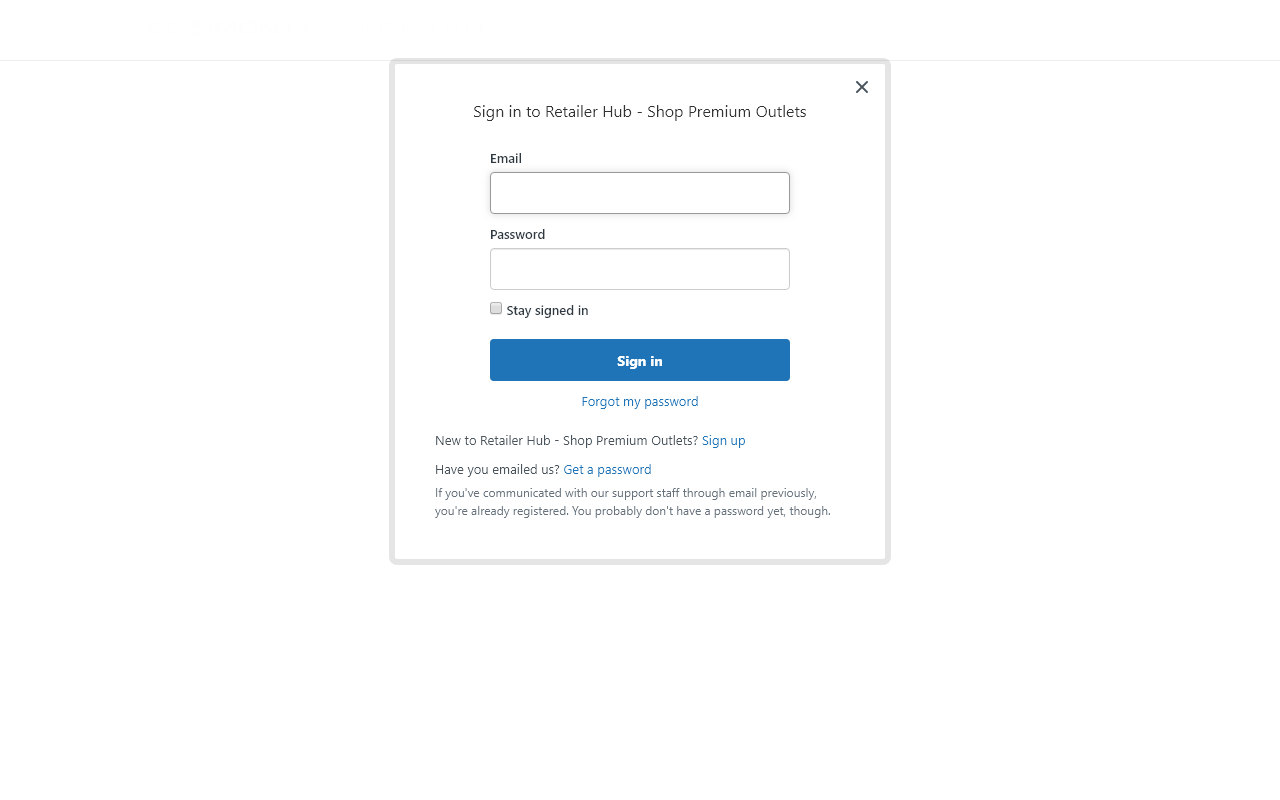 Sign in to Retailer Hub - Shop Premium Outlets
Email
Password
Stay signed in
Sign in
Forgot my password
New to Retailer Hub - Shop Premium Outlets? Sign up
Have you emailed us? Get a password
If you've communicated with our support staff through email previously,
you're already registered. You probably don't have a password yet, though.